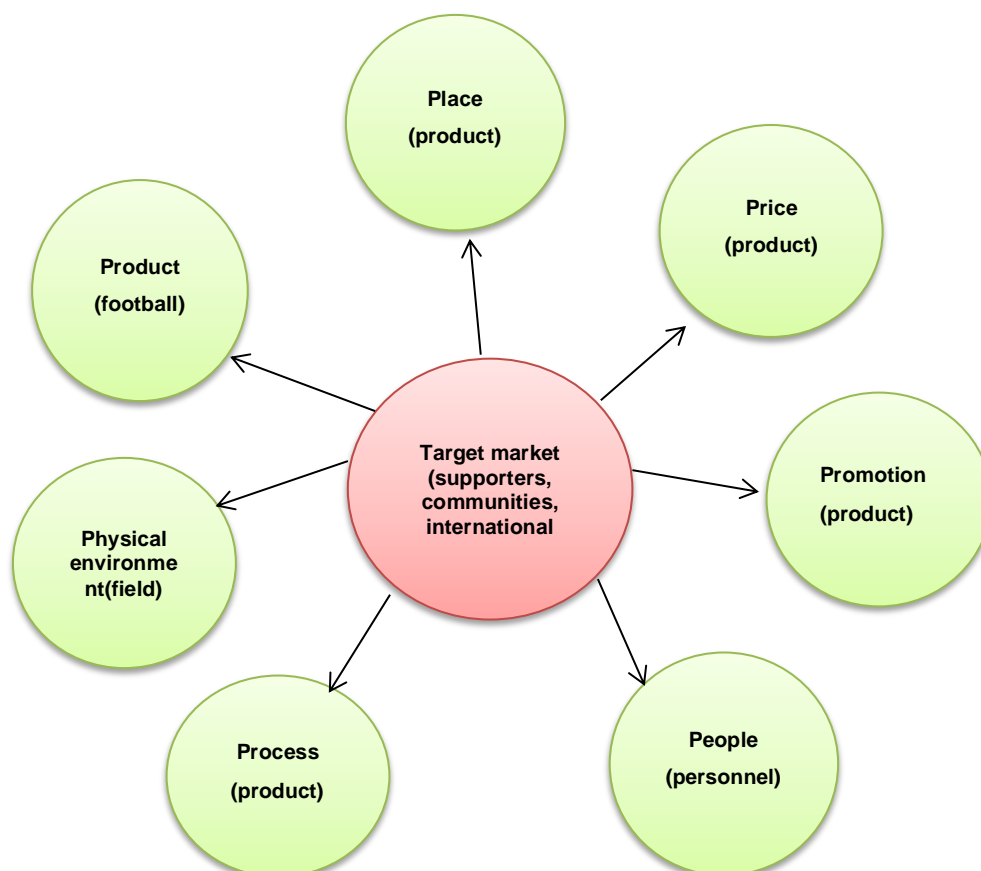 Place
(product)
Price
(product)
Product
(football)
Target market
(supporters,
communities,
international
Promotion
(product)
Physical
environme
nt(field)
People
(personnel)
Process
(product)